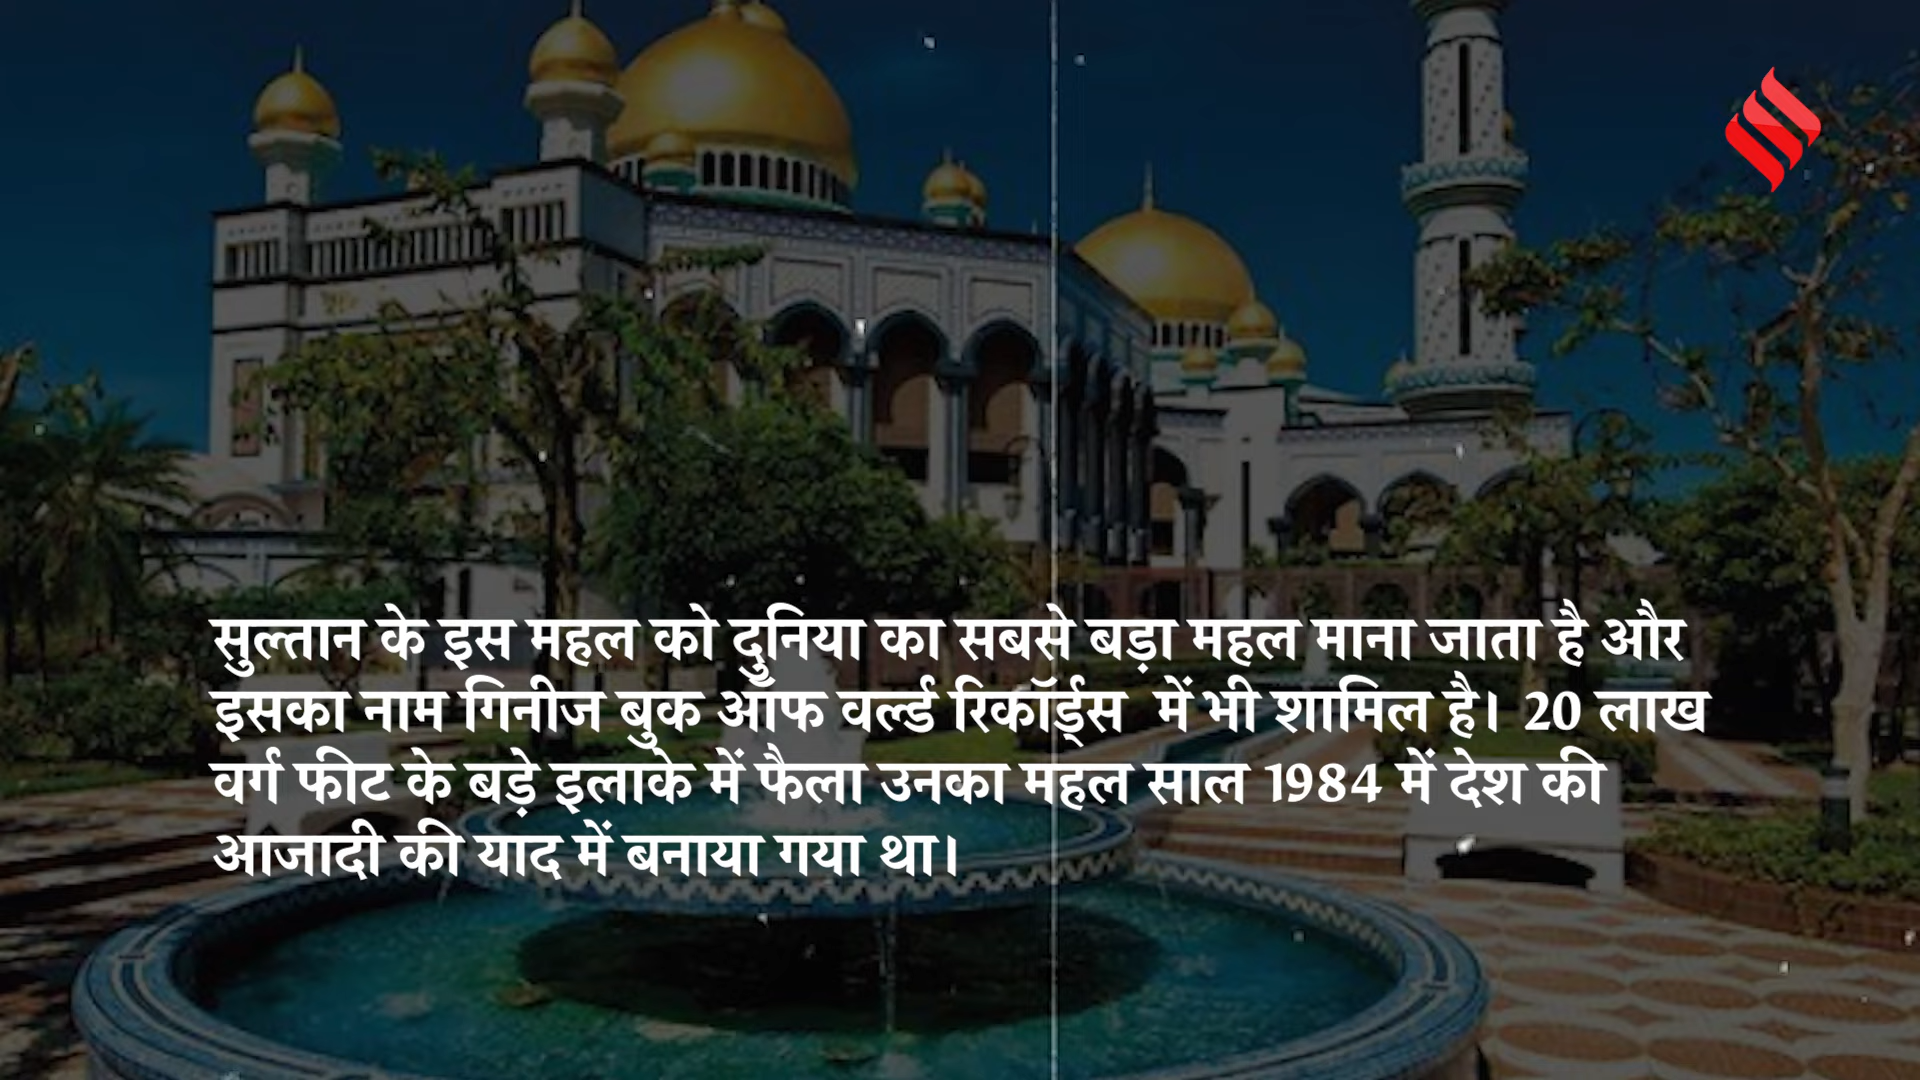 सुल्तान के इस महल को दुनिया का सबसे बड़ा महल माना जाता है और
इसका नाम गिनीज बुक ऑफ वर्ल्ड रिकॉर्ड्स में भी शामिल है। 20 लाख
वर्ग फीट के बड़े इलाके में फैला उनका महल साल 1984 में देश की
आजादी की याद में बनाया गया था।